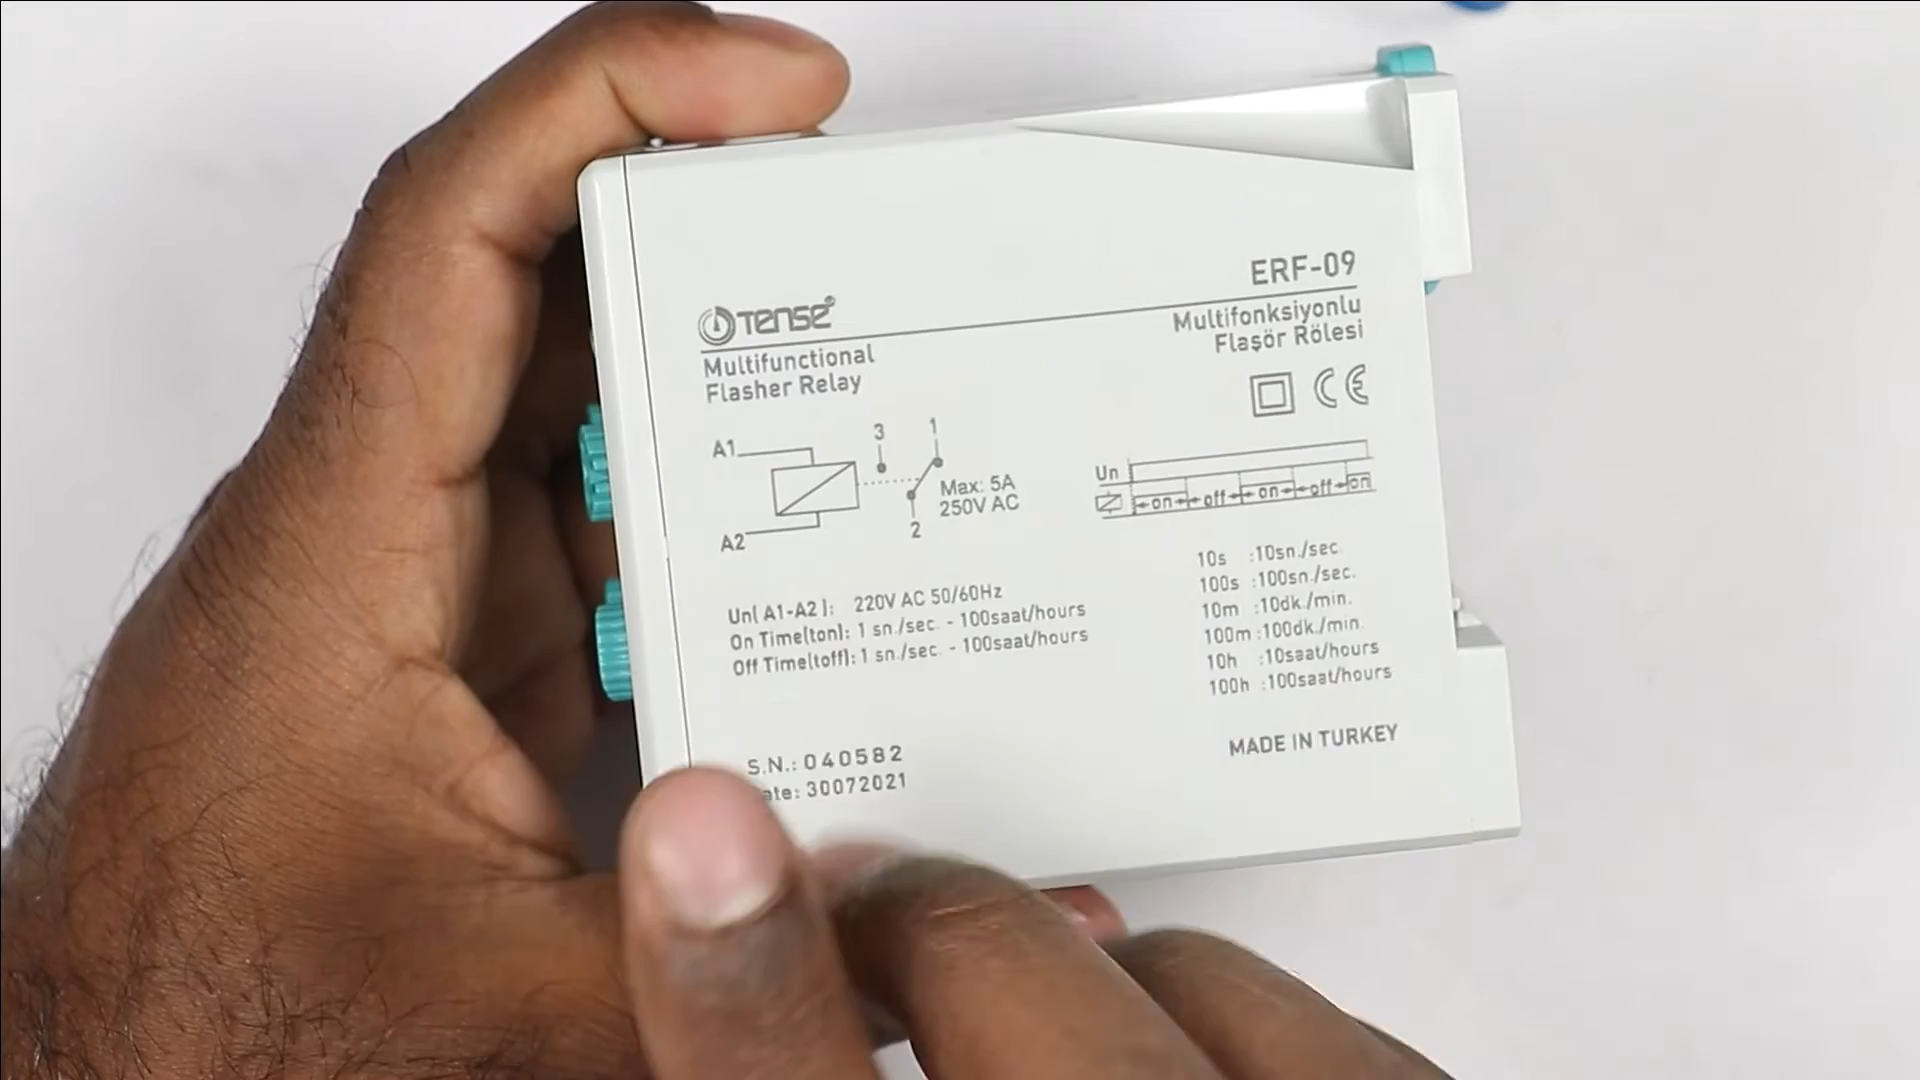 ERF-09
TENSE®
Multifunctional
Flasher Relay
Multifonksiyonlu
Flaşör Rölesi
CE
A1
A2
3
1
2
Max: 5A
250V AC
Un
on off on off on
Un( A1-A2 ): 220V AC 50/60Hz
On Time(ton): 1 sn./sec. - 100saat/hours
Off Time(toff): 1 sn./sec. - 100saat/hours
10s :10sn./sec.
100s :100sn./sec.
10m :10dk./min.
100m :100dk./min.
10h :10saat/hours
100h :100saat/hours
S.N.: 040582
ate: 30072021
MADE IN TURKEY